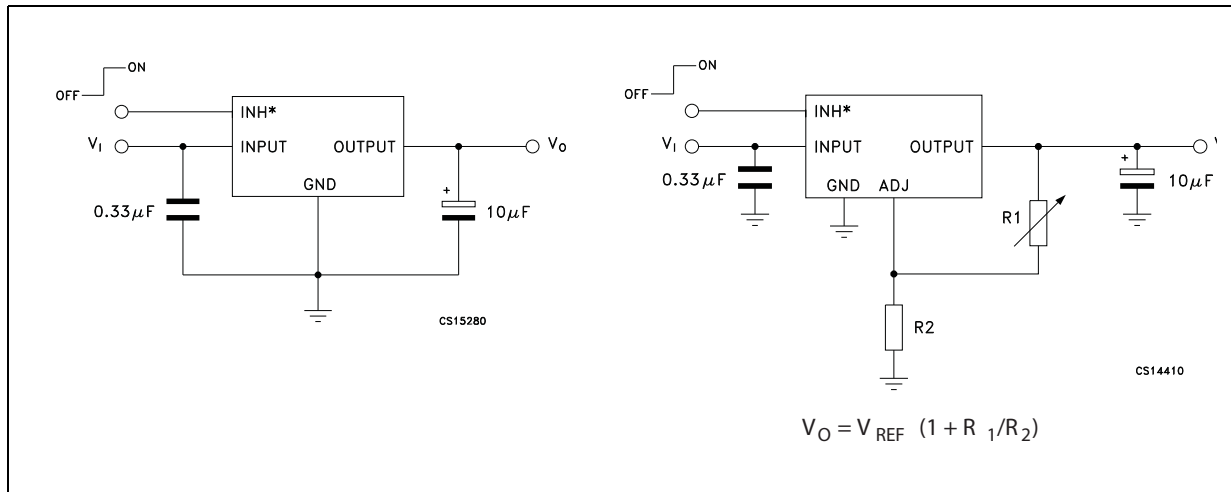 ON
OFF
INH*
V_I
INPUT
OUTPUT
V_O
GND
0.33µF
+
10µF
CS15280
ON
OFF
INH*
V_I
INPUT
OUTPUT
+
0.33µF
GND ADJ
10µF
R1
R2
CS14410
V_O = V_REF (1 + R_1/R_2)